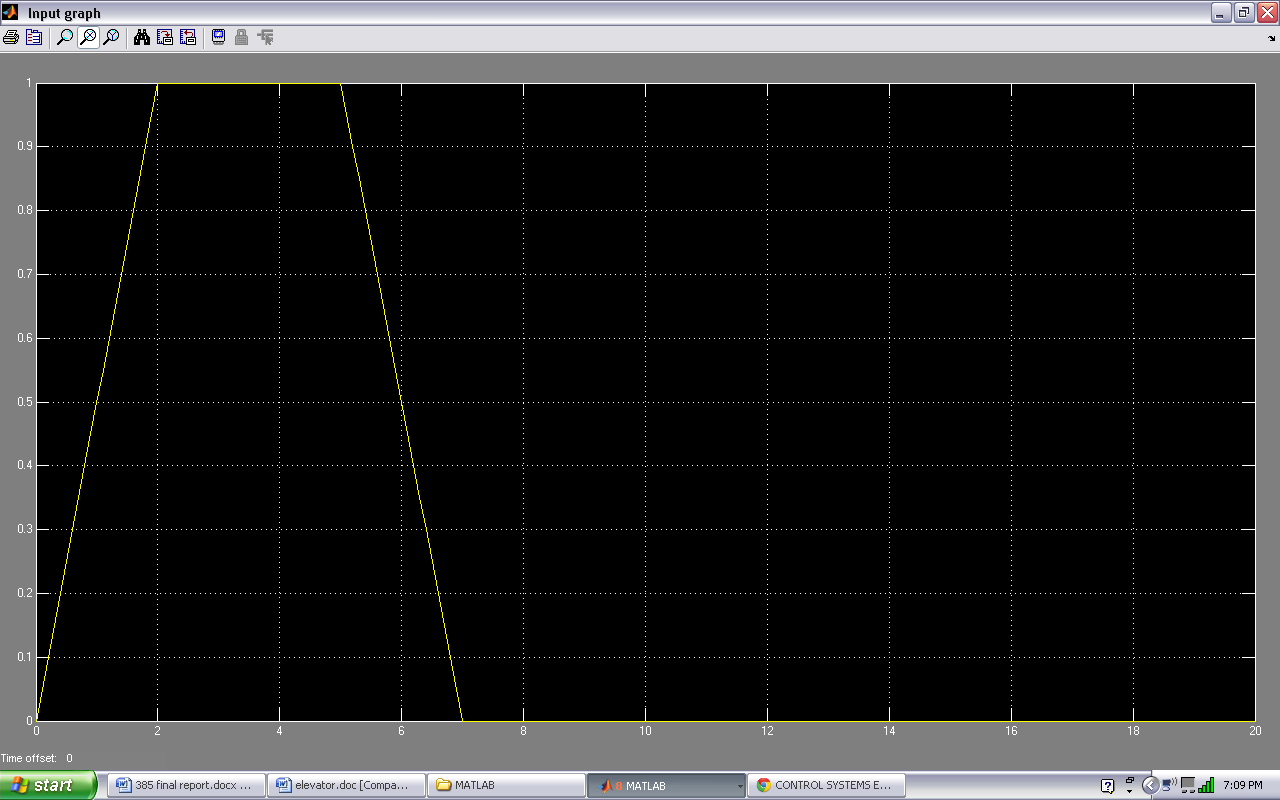 Input graph
1
0.9
0.8
0.7
0.6
0.5
0.4
0.3
0.2
0.1
0
0 2 4 6 8 10 12 14 16 18 20
Time offset: 0
start 385 final report.docx ... elevator.doc [Compa... MATLAB 8 MATLAB CONTROL SYSTEMS E... 7:09 PM